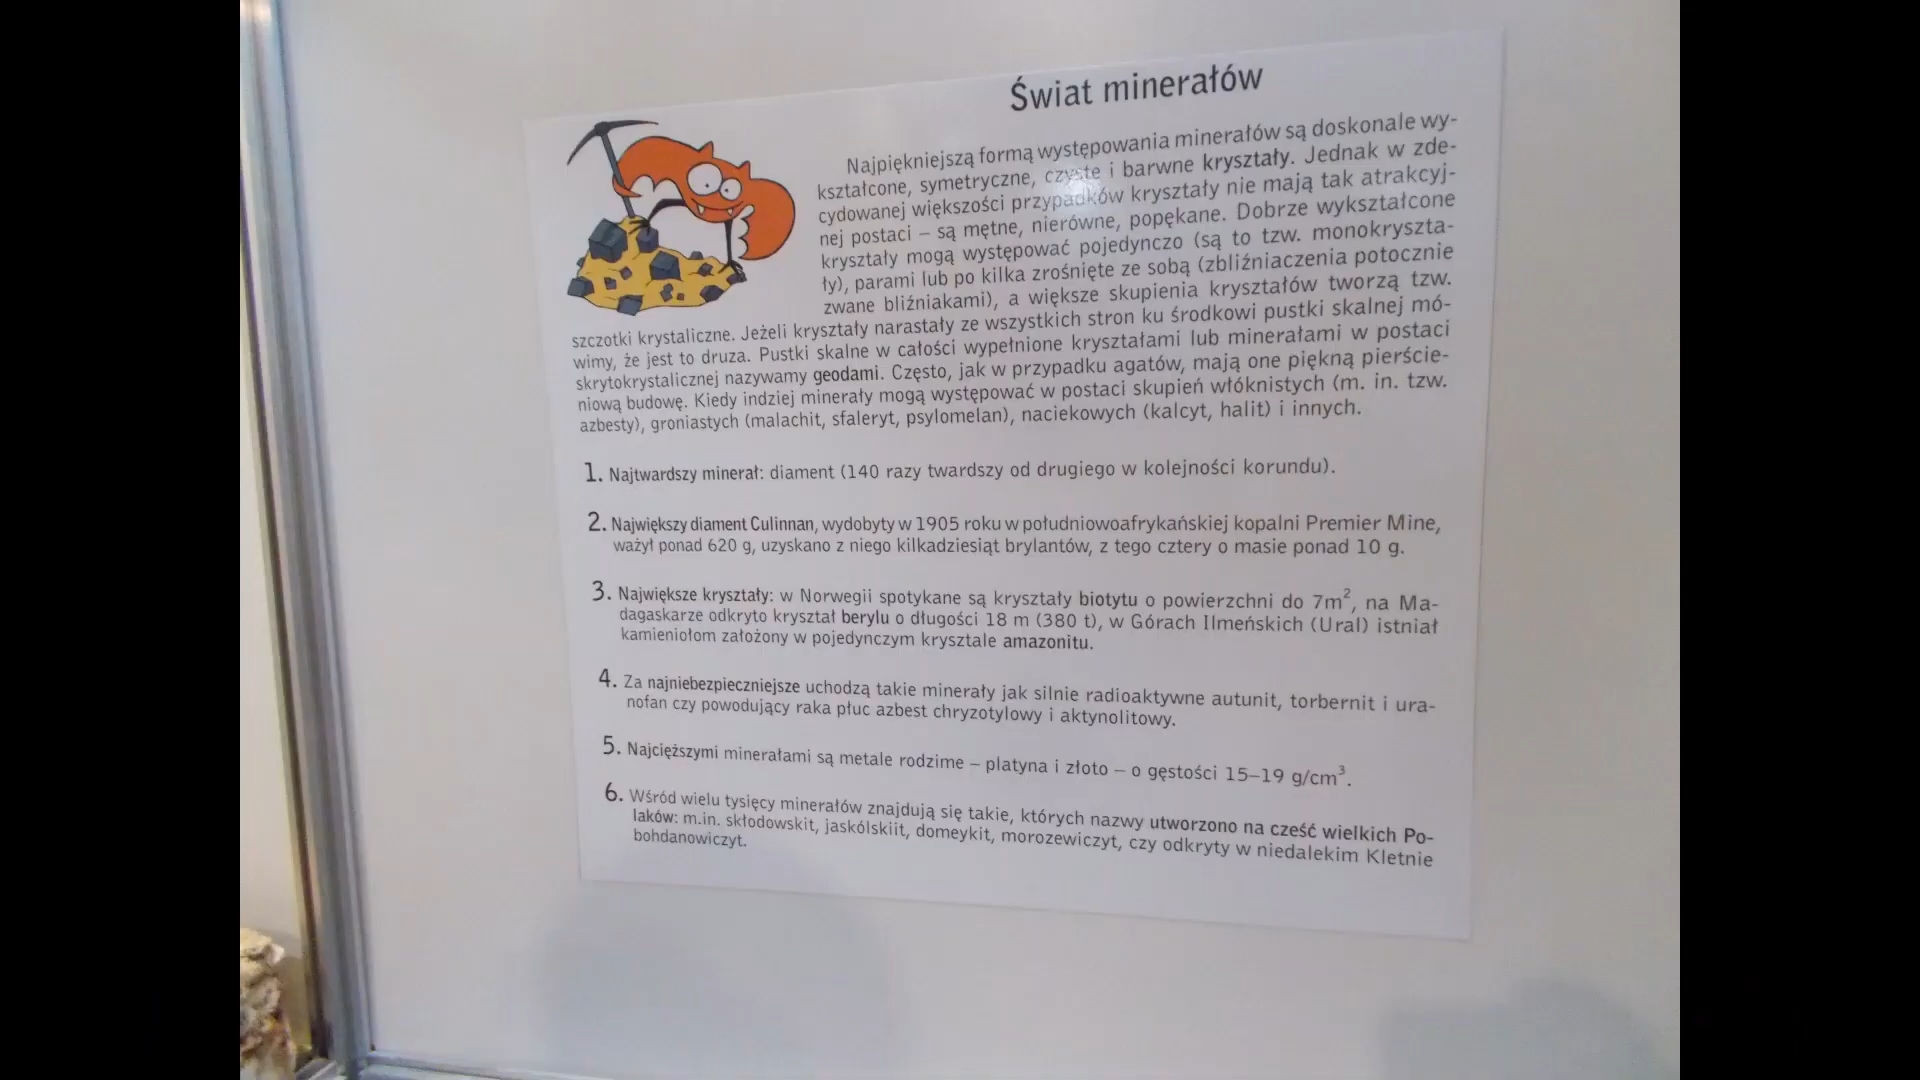 Świat minerałów
Najpiękniejszą formą występowania minerałów są doskonale wy-
kształcone, symetryczne, czyste i barwne kryształy. Jednak w zde-
cydowanej większości przypadków kryształy nie mają tak atrakcyj-
nej postaci – są mętne, nierówne, popękane. Dobrze wykształcone
kryształy mogą występować pojedynczo (są to tzw. monokryszta-
ły), parami lub po kilka zrośnięte ze sobą (zbliźniaczenia potocznie
zwane bliźniakami), a większe skupienia kryształów tworzą tzw.
szczotki krystaliczne. Jeżeli kryształy narastały ze wszystkich stron ku środkowi pustki skalnej mó-
wimy, że jest to druza. Pustki skalne w całości wypełnione kryształami lub minerałami w postaci
skrytokrystalicznej nazywamy geodami. Często, jak w przypadku agatów, mają one piękną pierście-
niową budowę. Kiedy indziej minerały mogą występować w postaci skupień włóknistych (m. in. tzw.
azbesty), groniastych (malachit, sfaleryt, psylomelan), naciekowych (kalcyt, halit) i innych.
1. Najtwardszy minerał: diament (140 razy twardszy od drugiego w kolejności korundu).
2. Największy diament Culinnan, wydobyty w 1905 roku w południowoafrykańskiej kopalni Premier Mine,
ważył ponad 620 g, uzyskano z niego kilkadziesiąt brylantów, z tego cztery o masie ponad 10 g.
3. Największe kryształy: w Norwegii spotykane są kryształy biotytu o powierzchni do 7m², na Ma-
dagaskarze odkryto kryształ berylu o długości 18 m (380 t), w Górach Ilmeńskich (Ural) istniał
kamieniołom założony w pojedynczym krysztale amazonitu.
4. Za najniebezpieczniejsze uchodzą takie minerały jak silnie radioaktywne autunit, torbernit i ura-
nofan czy powodujący raka płuc azbest chryzotylowy i aktynolitowy.
5. Najcięższymi minerałami są metale rodzime – platyna i złoto – o gęstości 15–19 g/cm³.
6. Wśród wielu tysięcy minerałów znajdują się takie, których nazwy utworzono na cześć wielkich Po-
laków: m.in. skłodowskit, jaskólskiit, domeykit, morozewiczyt, czy odkryty w niedalekim Kletnie
bohdanowiczyt.